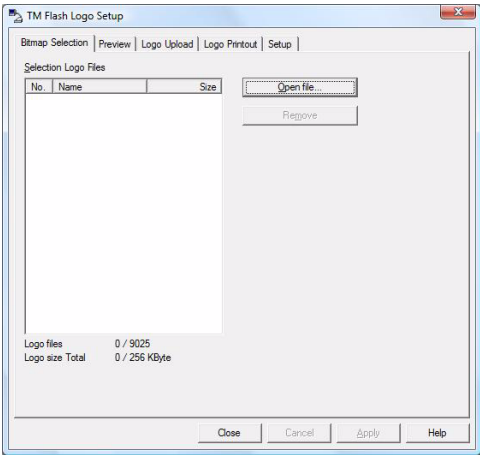 TM Flash Logo Setup
Bitmap Selection Preview Logo Upload Logo Printout Setup
Selection Logo Files
No. Name Size
Open file...
Remove
Logo files 0 / 9025
Logo size Total 0 / 256 KByte
Close Cancel Apply Help